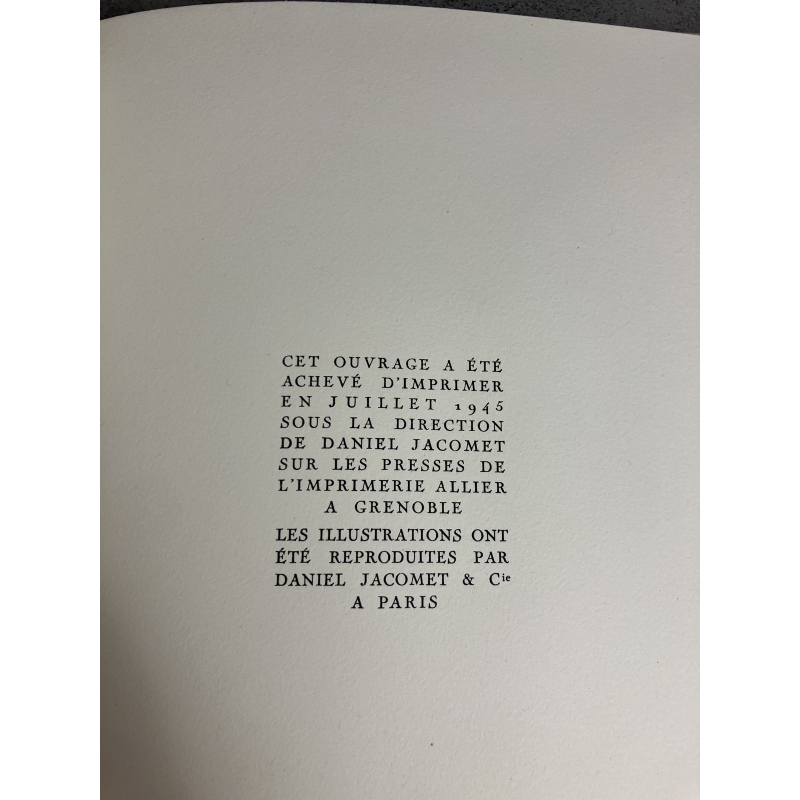 CET OUVRAGE A ÉTÉ
ACHEVÉ D'IMPRIMER
EN JUILLET 1945
SOUS LA DIRECTION
DE DANIEL JACOMET
SUR LES PRESSES DE
L'IMPRIMERIE ALLIER
A GRENOBLE
LES ILLUSTRATIONS ONT
ÉTÉ REPRODUITES PAR
DANIEL JACOMET & Cie
A PARIS